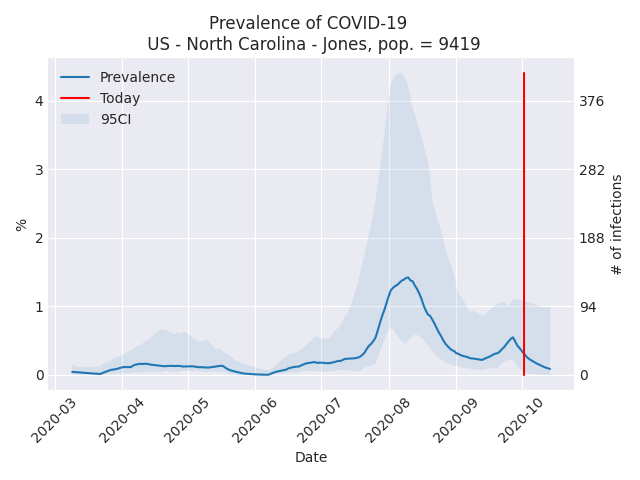 Prevalence of COVID-19
US - North Carolina - Jones, pop. = 9419
Prevalence
Today
95CI
4
3
2
1
0
%
376
282
188
94
0
# of infections
2020-03
2020-04
2020-05
2020-06
2020-07
2020-08
2020-09
2020-10
Date